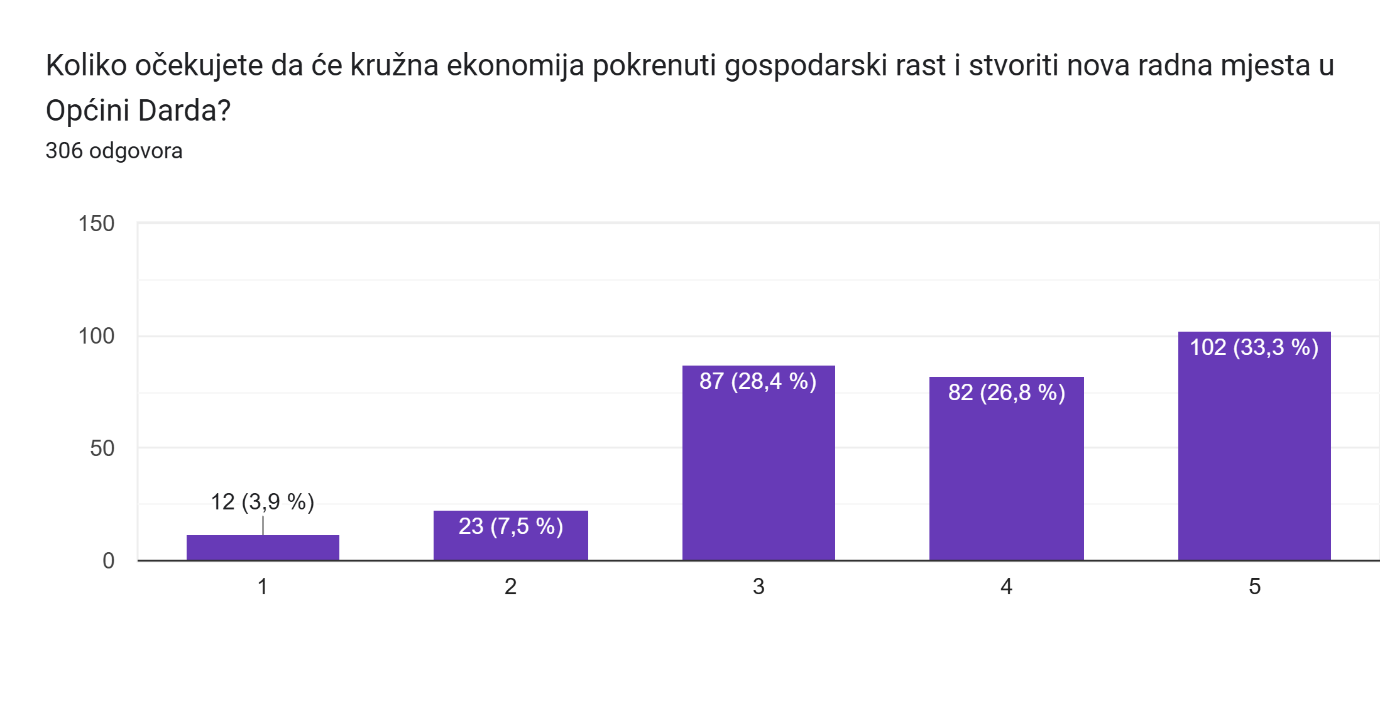 Koliko očekujete da će kružna ekonomija pokrenuti gospodarski rast i stvoriti nova radna mjesta u
Općini Darda?
306 odgovora
150
100
50
0
12 (3,9 %)
23 (7,5 %)
87 (28,4 %)
82 (26,8 %)
102 (33,3 %)
1
2
3
4
5